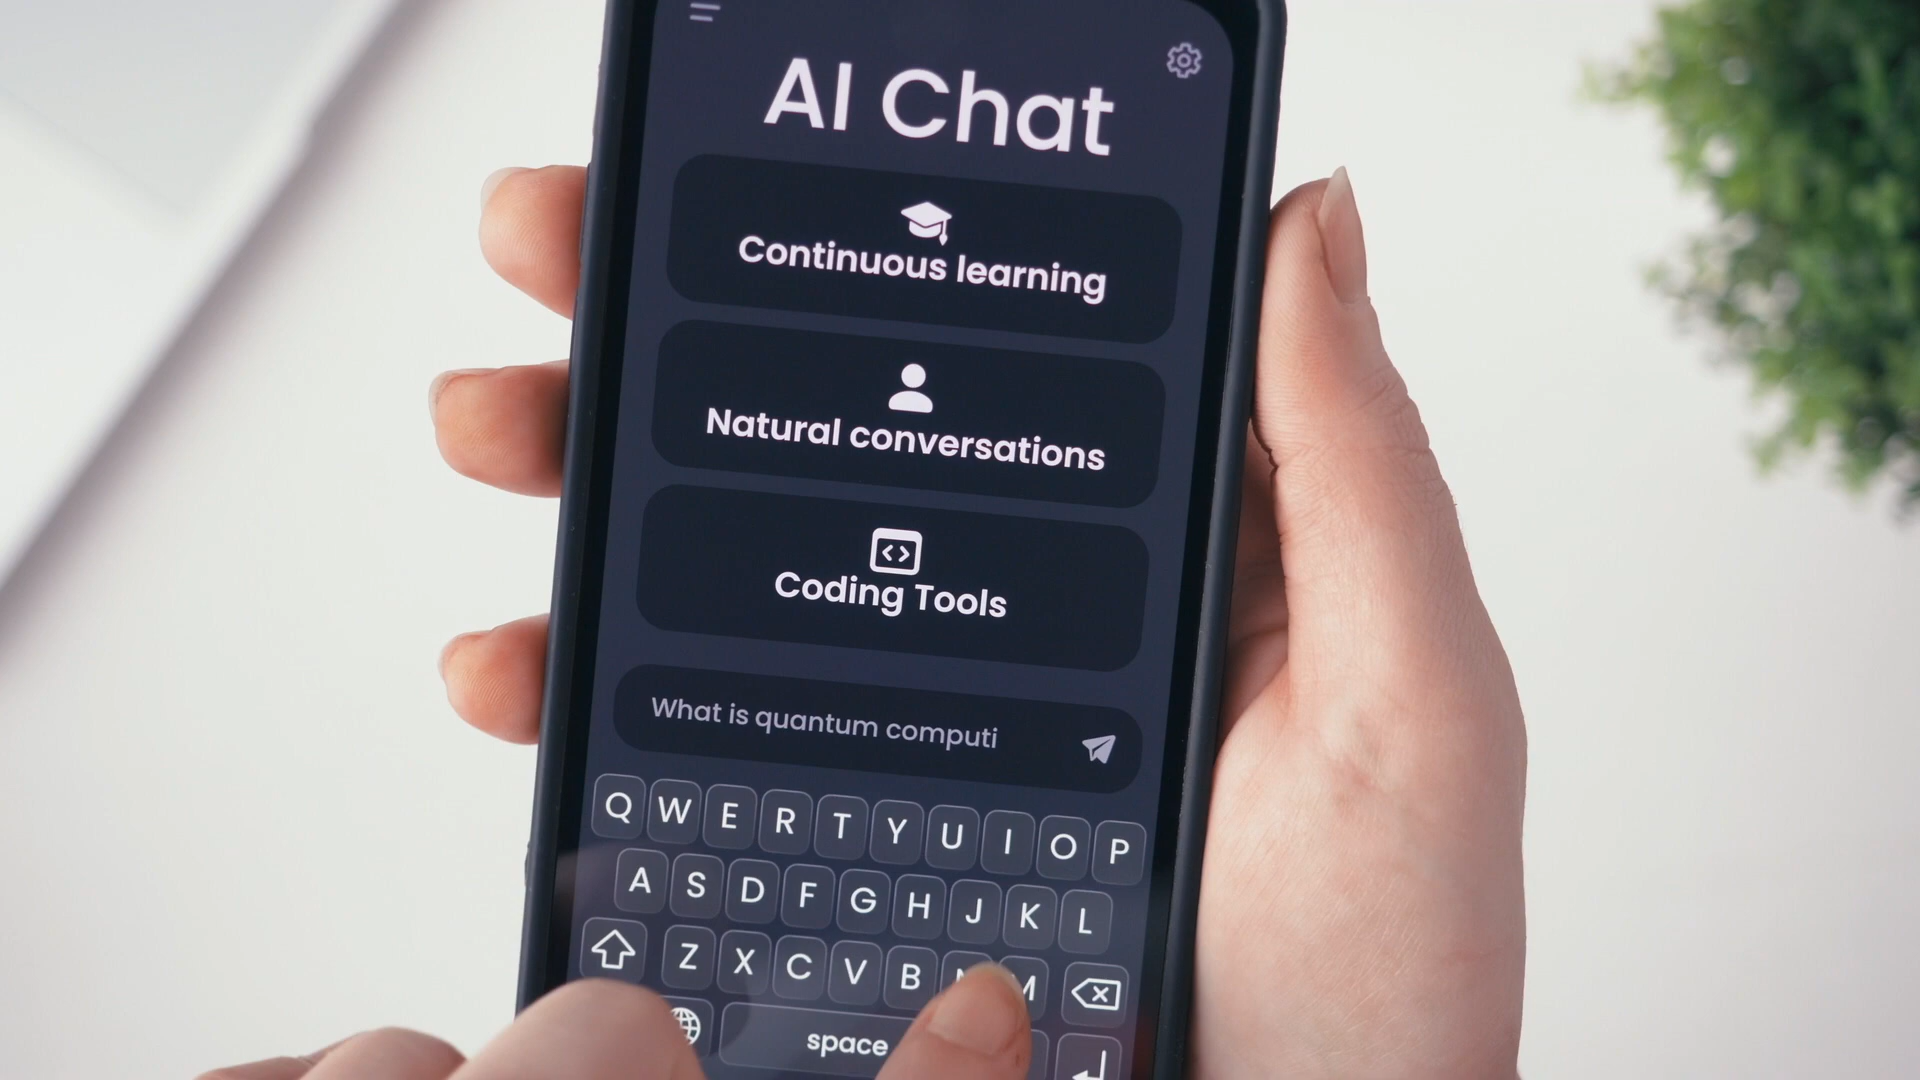 AI Chat
Continuous learning
Natural conversations
Coding Tools
What is quantum computi
Q W E R T Y U I O P
A S D F G H J K L
Z X C V B M
space